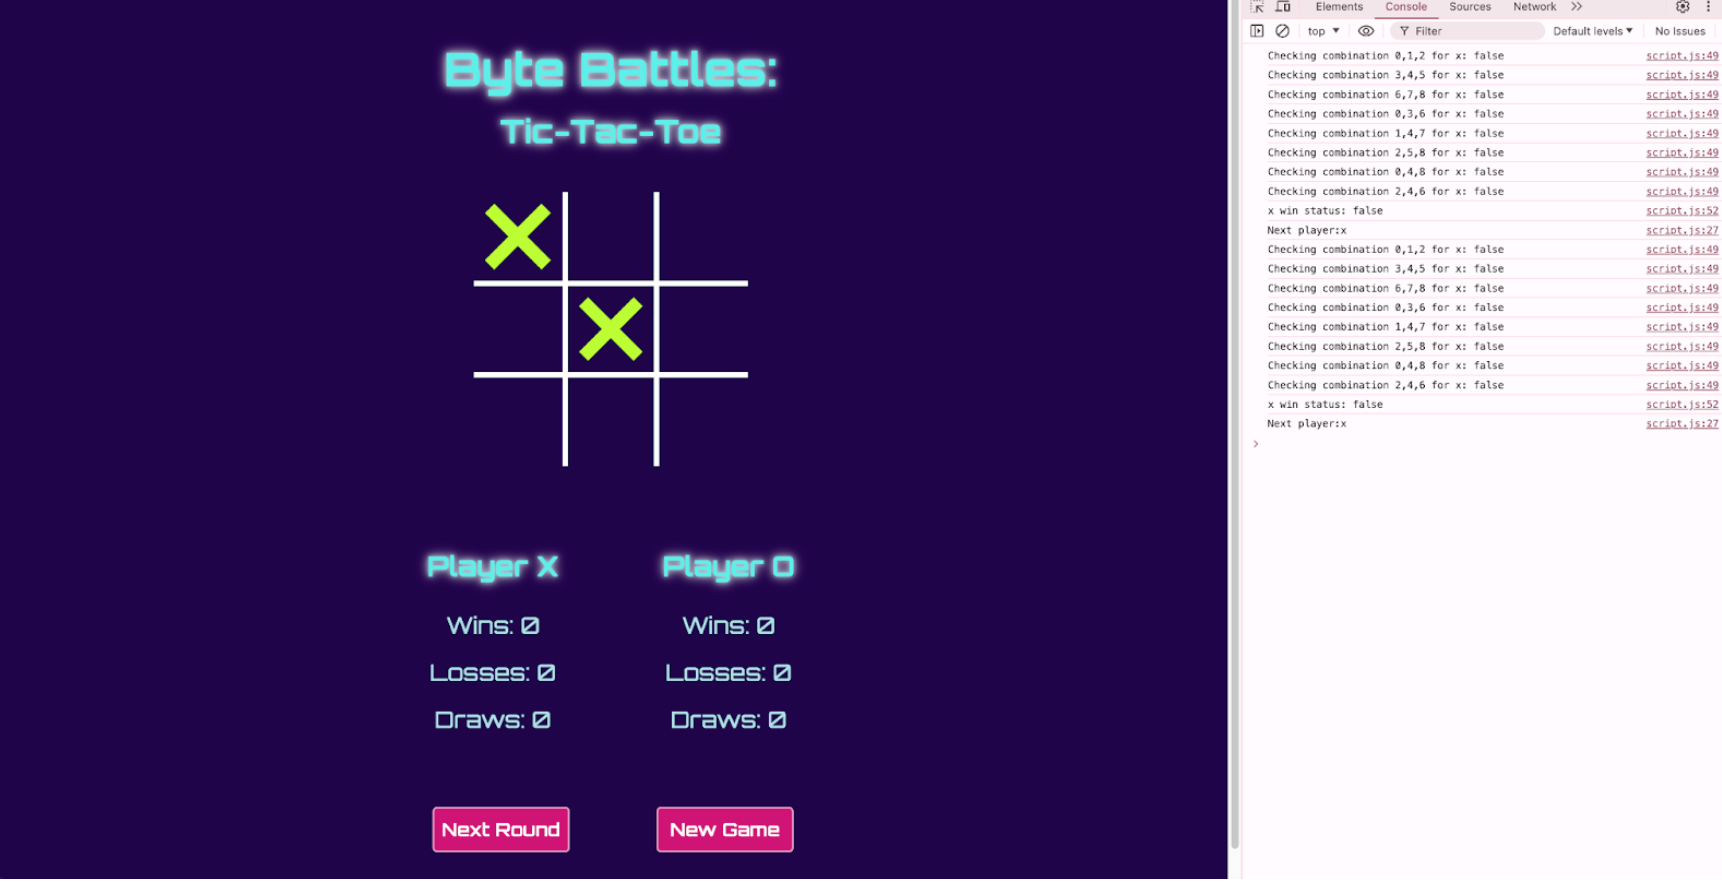 Byte Battles:
Tic-Tac-Toe
Player X
Wins: 0
Losses: 0
Draws: 0
Player O
Wins: 0
Losses: 0
Draws: 0
Next Round
New Game
Elements Console Sources Network
top Filter Default levels No Issues
Checking combination 0,1,2 for x: false script.js:49
Checking combination 3,4,5 for x: false script.js:49
Checking combination 6,7,8 for x: false script.js:49
Checking combination 0,3,6 for x: false script.js:49
Checking combination 1,4,7 for x: false script.js:49
Checking combination 2,5,8 for x: false script.js:49
Checking combination 0,4,8 for x: false script.js:49
Checking combination 2,4,6 for x: false script.js:49
x win status: false script.js:52
Next player:x script.js:27
Checking combination 0,1,2 for x: false script.js:49
Checking combination 3,4,5 for x: false script.js:49
Checking combination 6,7,8 for x: false script.js:49
Checking combination 0,3,6 for x: false script.js:49
Checking combination 1,4,7 for x: false script.js:49
Checking combination 2,5,8 for x: false script.js:49
Checking combination 0,4,8 for x: false script.js:49
Checking combination 2,4,6 for x: false script.js:49
x win status: false script.js:52
Next player:x script.js:27